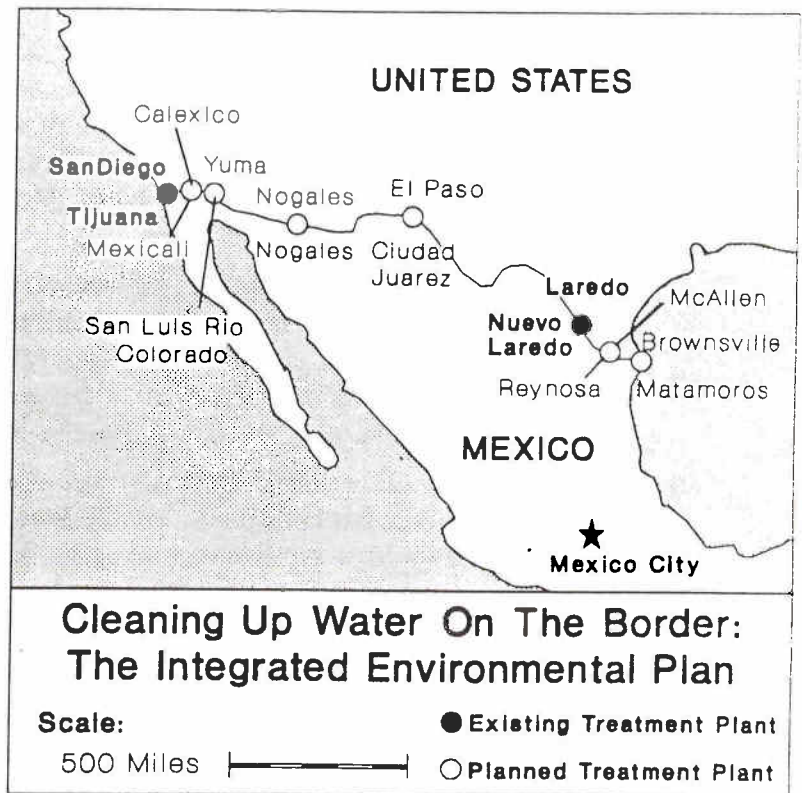 UNITED STATES
Calexico
SanDiego
Yuma
Tijuana
Mexicali
Nogales
Nogales
El Paso
Ciudad
Juarez
San Luis Rio
Colorado
Laredo
Nuevo
Laredo
McAllen
Brownsville
Reynosa
Matamoros
MEXICO
Mexico City
Cleaning Up Water On The Border:
The Integrated Environmental Plan
Scale:
500 Miles
Existing Treatment Plant
Planned Treatment Plant